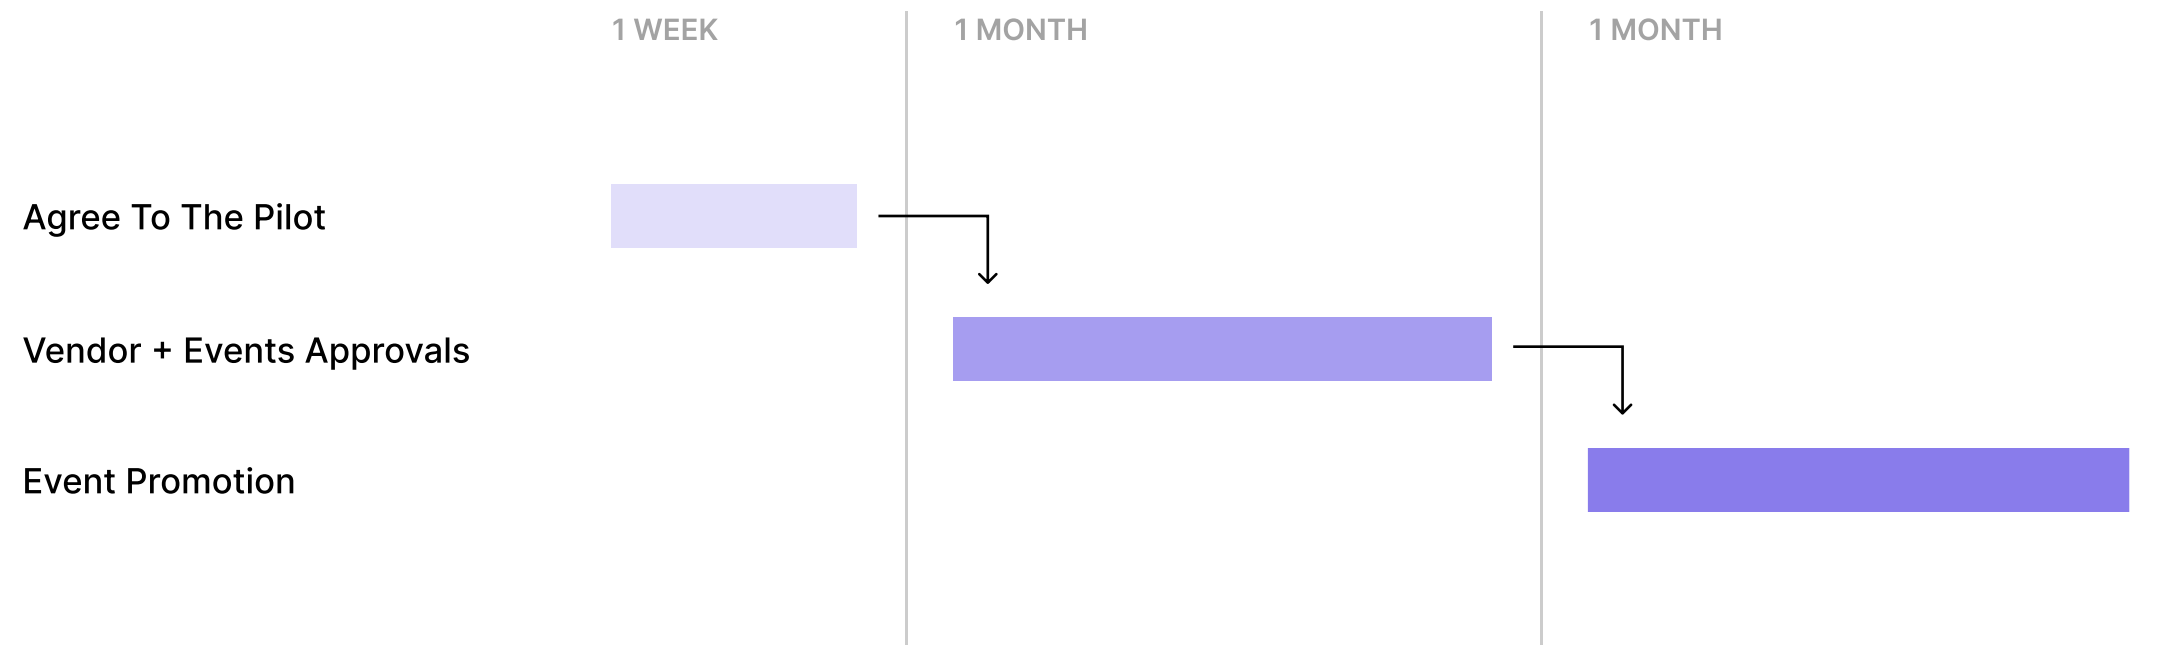 1 WEEK
1 MONTH
1 MONTH
Agree To The Pilot
Vendor + Events Approvals
Event Promotion